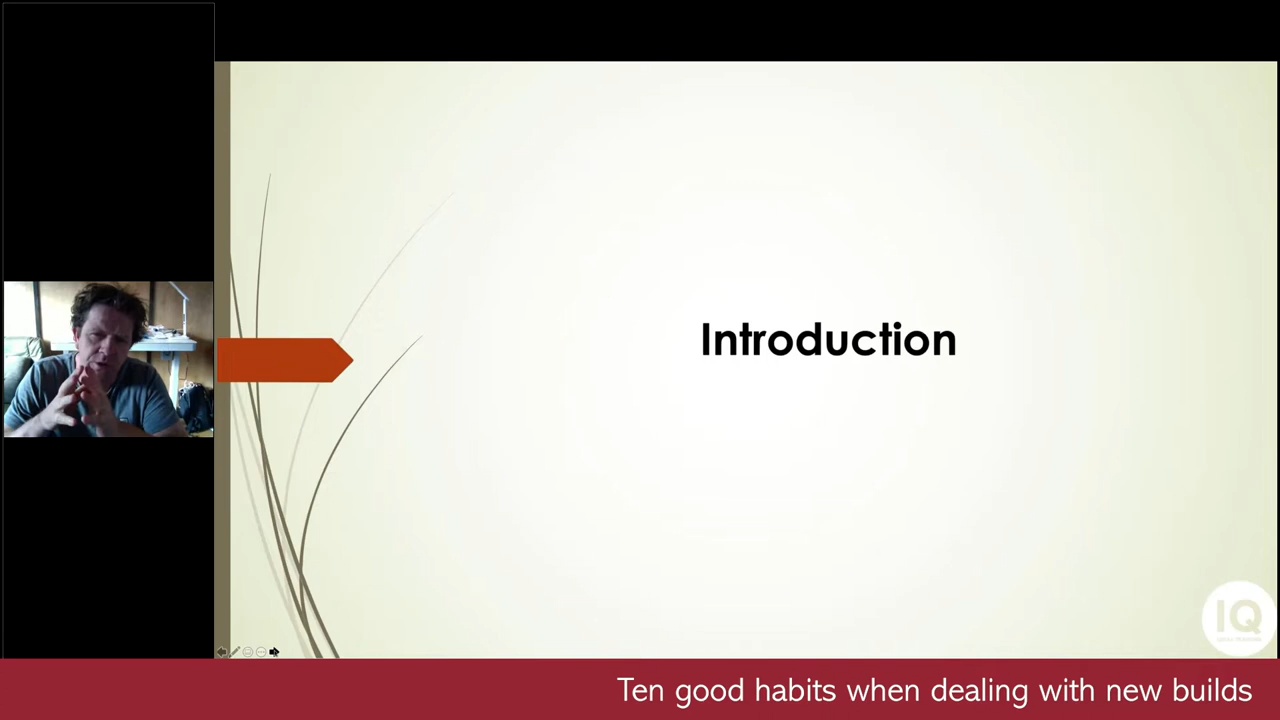 Introduction
IQ
Ten good habits when dealing with new builds